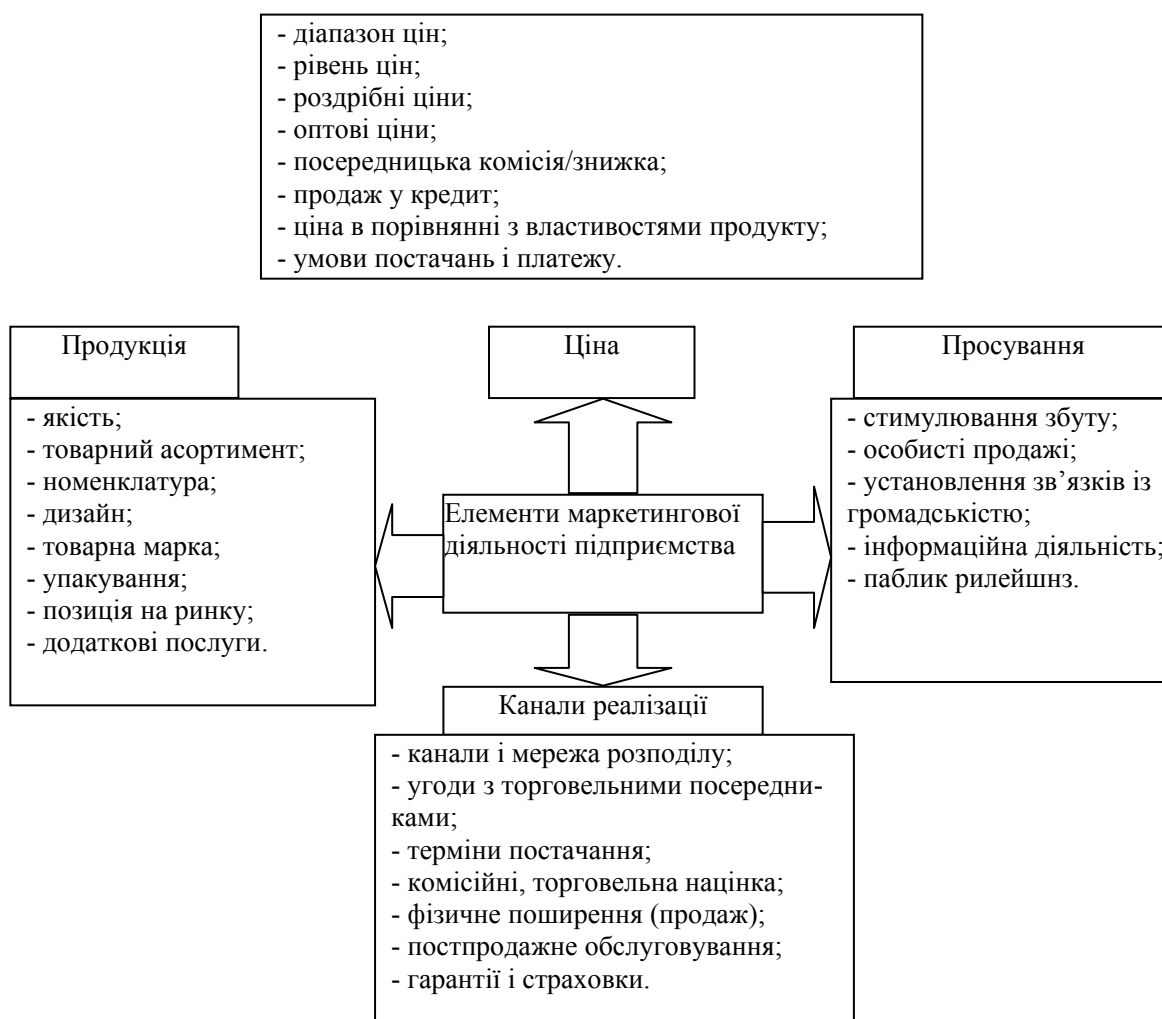 - діапазон цін;
- рівень цін;
- роздрібні ціни;
- оптові ціни;
- посередницька комісія/знижка;
- продаж у кредит;
- ціна в порівнянні з властивостями продукту;
- умови постачань і платежу.
Продукція
Ціна
Просування
- якість;
- товарний асортимент;
- номенклатура;
- дизайн;
- товарна марка;
- упакування;
- позиція на ринку;
- додаткові послуги.
Елементи маркетингової
діяльності підприємства
- стимулювання збуту;
- особисті продажі;
- установлення зв’язків із
громадськістю;
- інформаційна діяльність;
- паблик рилейшнз.
Канали реалізації
- канали і мережа розподілу;
- угоди з торговельними посередни-
ками;
- терміни постачання;
- комісійні, торговельна націнка;
- фізичне поширення (продаж);
- постпродажне обслуговування;
- гарантії і страховки.